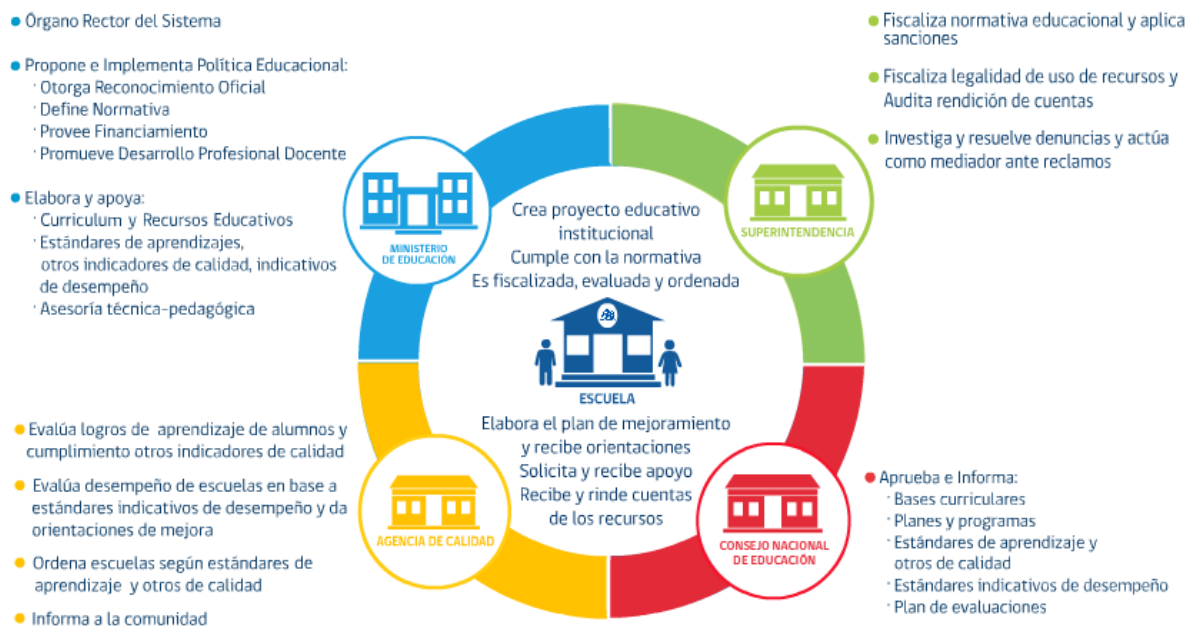 • Órgano Rector del Sistema
• Propone e Implementa Política Educacional:
· Otorga Reconocimiento Oficial
· Define Normativa
· Provee Financiamiento
· Promueve Desarrollo Profesional Docente
• Elabora y apoya:
· Curriculum y Recursos Educativos
· Estándares de aprendizajes,
otros indicadores de calidad, indicativos
de desempeño
· Asesoría técnica-pedagógica
MINISTERIO
DE EDUCACIÓN
• Fiscaliza normativa educacional y aplica
sanciones
• Fiscaliza legalidad de uso de recursos y
Audita rendición de cuentas
• Investiga y resuelve denuncias y actúa
como mediador ante reclamos
SUPERINTENDENCIA
Crea proyecto educativo
institucional
Cumple con la normativa
Es fiscalizada, evaluada y ordenada
ESCUELA
Elabora el plan de mejoramiento
y recibe orientaciones
Solicita y recibe apoyo
Recibe y rinde cuentas
de los recursos
• Evalúa logros de aprendizaje de alumnos y
cumplimiento otros indicadores de calidad
• Evalúa desempeño de escuelas en base a
estándares indicativos de desempeño y da
orientaciones de mejora
• Ordena escuelas según estándares de
aprendizaje y otros de calidad
• Informa a la comunidad
AGENCIA DE CALIDAD
CONSEJO NACIONAL
DE EDUCACIÓN
• Aprueba e Informa:
· Bases curriculares
· Planes y programas
· Estándares de aprendizaje y
otros de calidad
· Estándares indicativos de desempeño
· Plan de evaluaciones